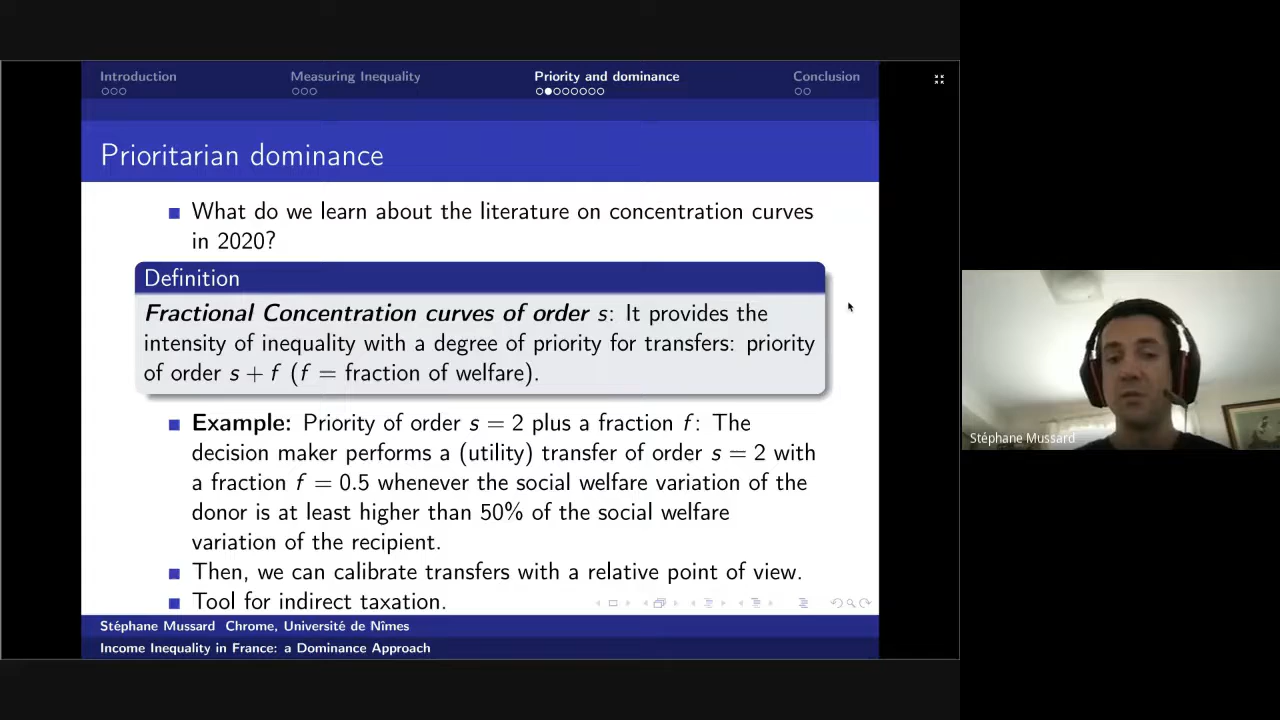 Introduction
Measuring Inequality
Priority and dominance
Conclusion
Prioritarian dominance
What do we learn about the literature on concentration curves
in 2020?
Definition
Fractional Concentration curves of order s: It provides the
intensity of inequality with a degree of priority for transfers: priority
of order s + f (f = fraction of welfare).
Example: Priority of order s = 2 plus a fraction f: The
decision maker performs a (utility) transfer of order s = 2 with
a fraction f = 0.5 whenever the social welfare variation of the
donor is at least higher than 50% of the social welfare
variation of the recipient.
Then, we can calibrate transfers with a relative point of view.
Tool for indirect taxation.
Stéphane Mussard Chrome, Université de Nîmes
Income Inequality in France: a Dominance Approach
Stéphane Mussard